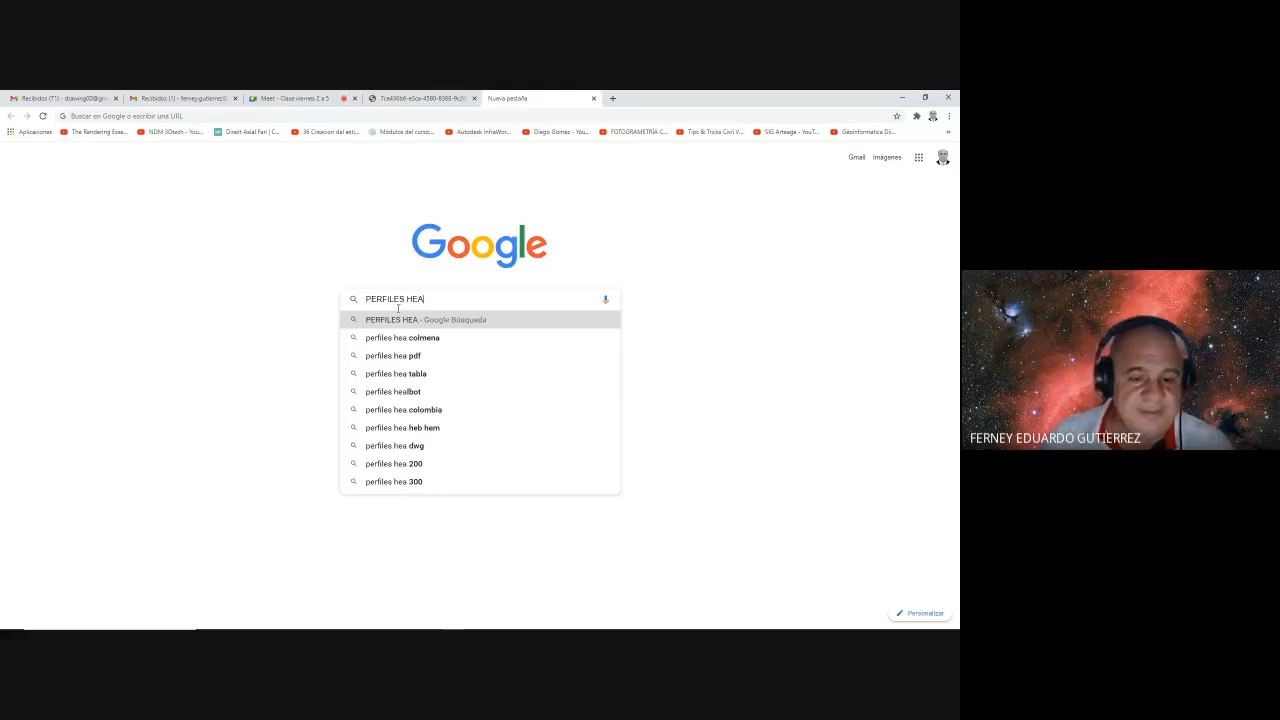 Recibidos (71) - drawing00@gm
Recibidos (1) - ferney.gutierrez@
Meet - Clase viernes 2 a 5
Nueva pestaña
Buscar en Google o escribir una URL
Aplicaciones
The Rendering Esse...
NDM 3Dtech - You...
Direct Axial Fan | C...
36 Creacion del esti...
Módulos del curso:...
Autodesk InfraWor...
Diego Gomez - You...
FOTOGRAMETRÍA C...
Tips & Tricks Civil V...
SIG Arteaga - YouT...
Geoinformática Di...
»
Gmail
Imágenes
Google
PERFILES HEA
PERFILES HEA - Google Búsqueda
perfiles hea colmena
perfiles hea pdf
perfiles hea tabla
perfiles healbot
perfiles hea colombia
perfiles hea heb hem
perfiles hea dwg
perfiles hea 200
perfiles hea 300
FERNEY EDUARDO GUTIERREZ
Personalizar